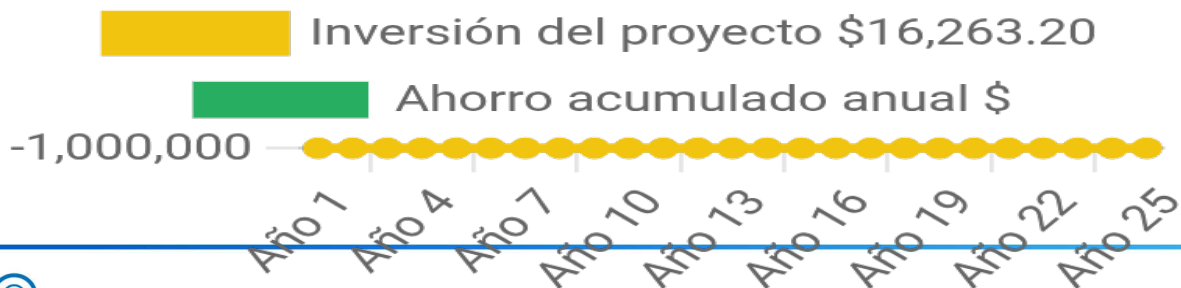 Inversión del proyecto $16,263.20
Ahorro acumulado anual $
-1,000,000
Año 1 Año 4 Año 7 Año 10 Año 13 Año 16 Año 19 Año 22 Año 25